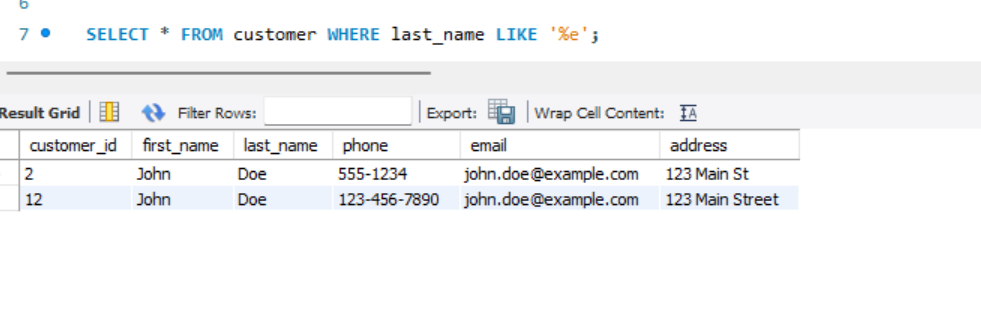 6
7 SELECT * FROM customer WHERE last_name LIKE '%e';
Result Grid Filter Rows: Export: Wrap Cell Content: IA
customer_id first_name last_name phone email address
2 John Doe 555-1234 john.doe@example.com 123 Main St
12 John Doe 123-456-7890 john.doe@example.com 123 Main Street